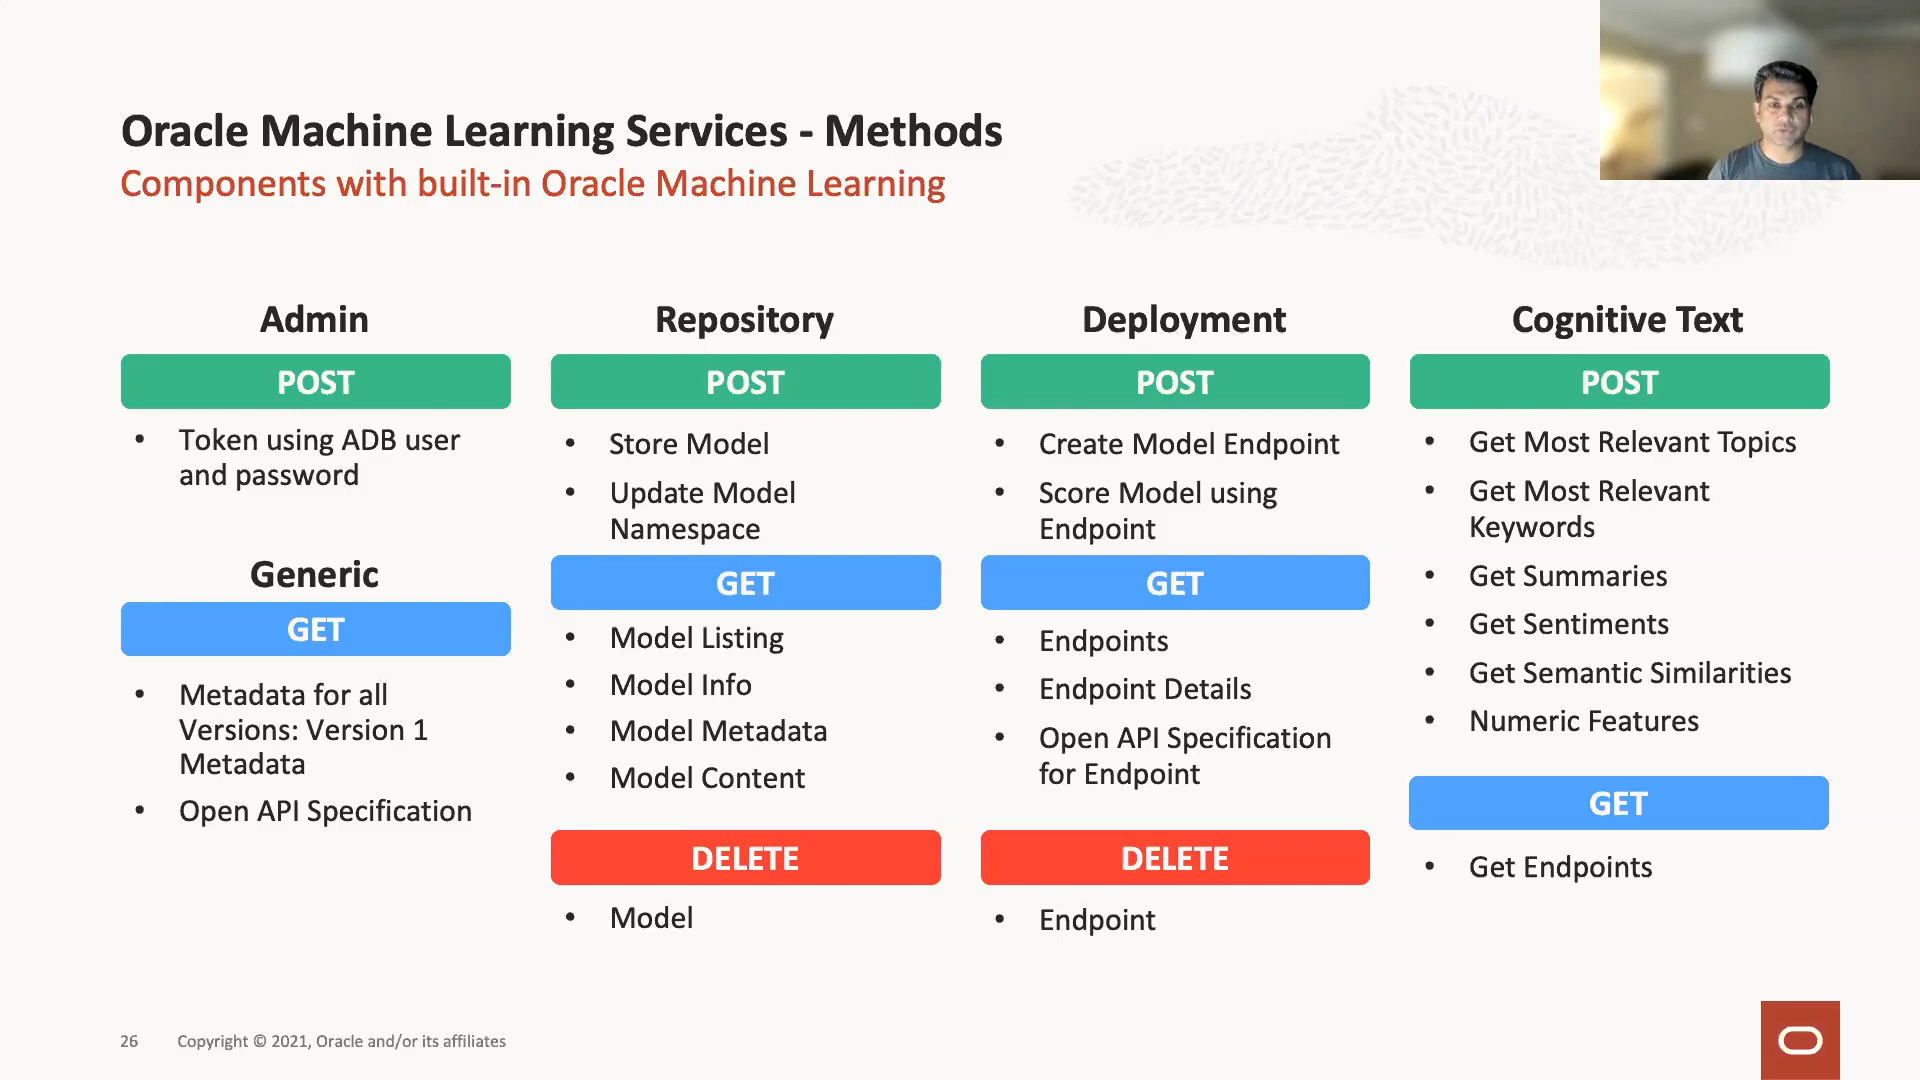 Oracle Machine Learning Services - Methods
Components with built-in Oracle Machine Learning
Admin
POST
• Token using ADB user
and password
Generic
GET
• Metadata for all
Versions: Version 1
Metadata
• Open API Specification
Repository
POST
• Store Model
• Update Model
Namespace
GET
• Model Listing
• Model Info
• Model Metadata
• Model Content
DELETE
• Model
Deployment
POST
• Create Model Endpoint
• Score Model using
Endpoint
GET
• Endpoints
• Endpoint Details
• Open API Specification
for Endpoint
DELETE
• Endpoint
Cognitive Text
POST
• Get Most Relevant Topics
• Get Most Relevant
Keywords
• Get Summaries
• Get Sentiments
• Get Semantic Similarities
• Numeric Features
GET
• Get Endpoints
26 Copyright © 2021, Oracle and/or its affiliates